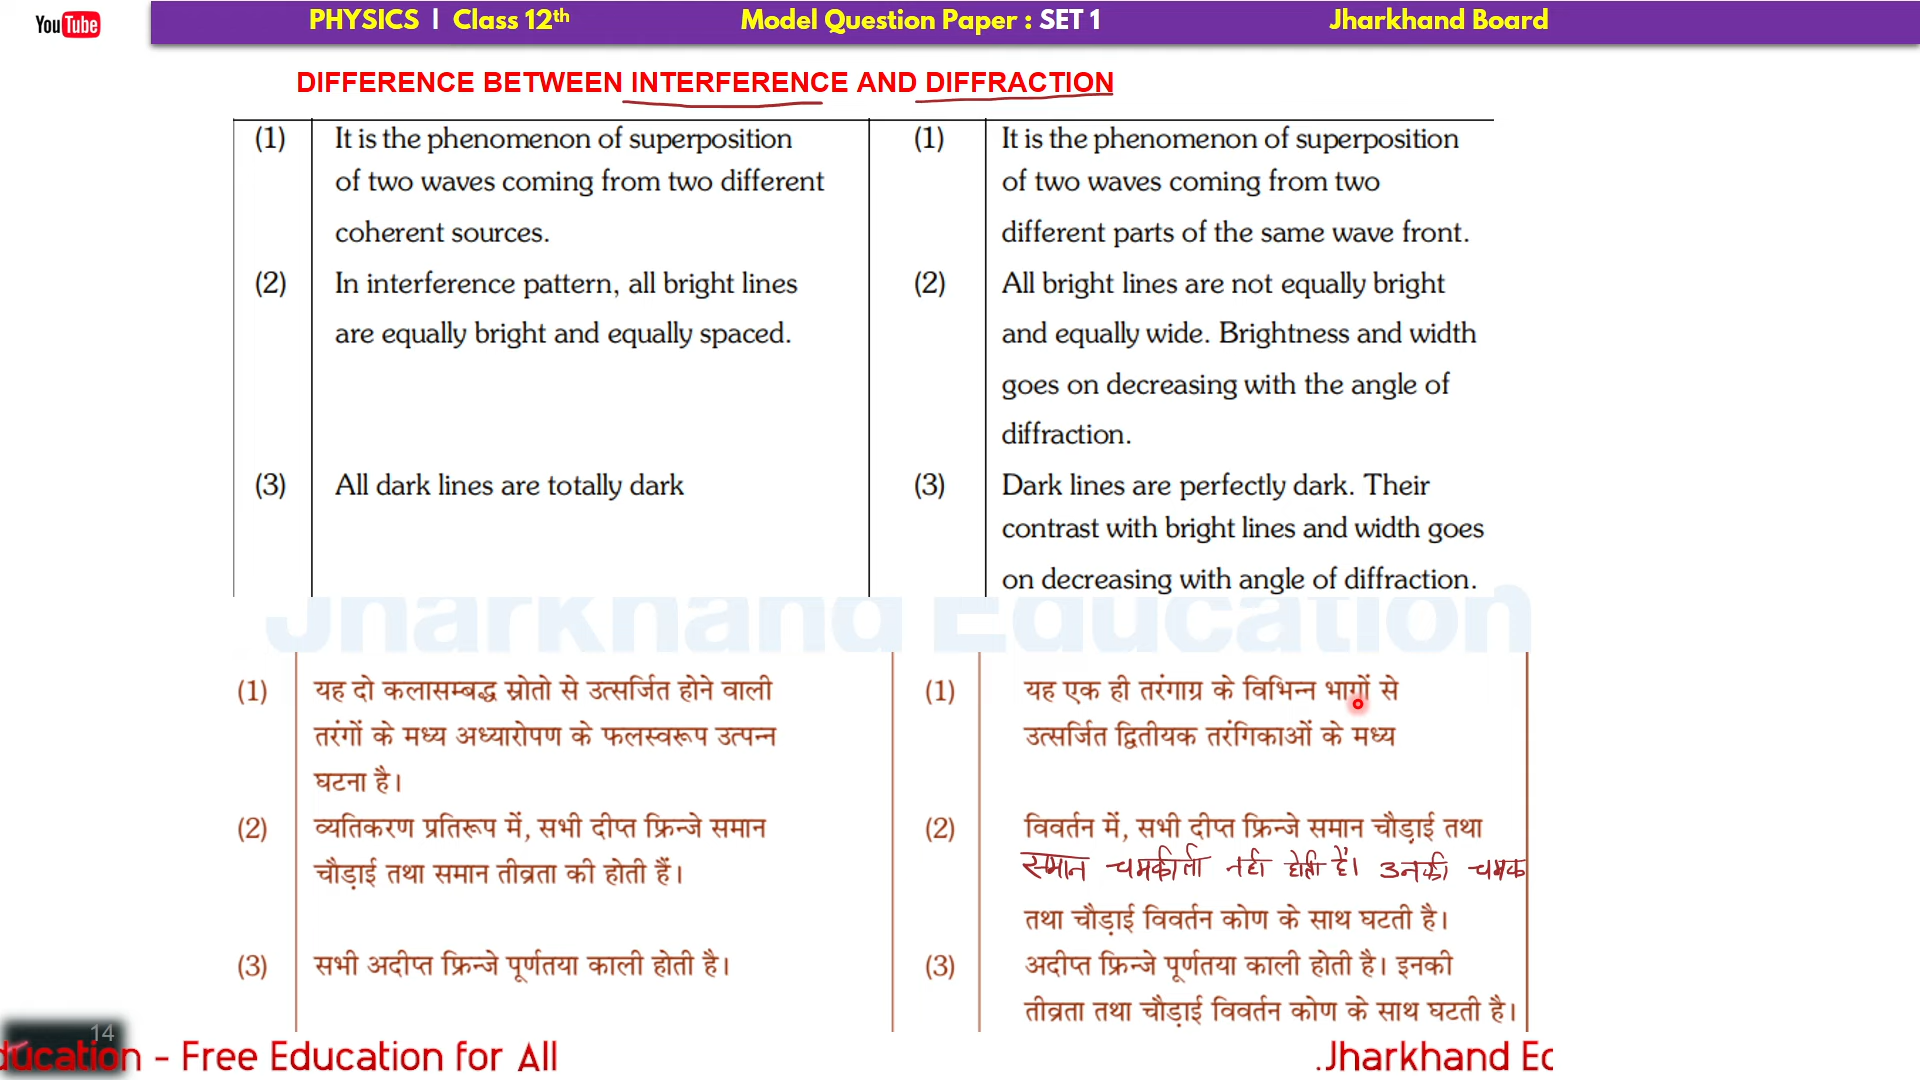 YouTube
PHYSICS | Class 12th
Model Question Paper : SET 1
Jharkhand Board
DIFFERENCE BETWEEN INTERFERENCE AND DIFFRACTION
(1) It is the phenomenon of superposition
of two waves coming from two different
coherent sources.
(2) In interference pattern, all bright lines
are equally bright and equally spaced.
(3) All dark lines are totally dark
(1) It is the phenomenon of superposition
of two waves coming from two
different parts of the same wave front.
(2) All bright lines are not equally bright
and equally wide. Brightness and width
goes on decreasing with the angle of
diffraction.
(3) Dark lines are perfectly dark. Their
contrast with bright lines and width goes
on decreasing with angle of diffraction.
Jharkhand Education
(1) यह दो कलासम्बद्ध स्रोतो से उत्सर्जित होने वाली
तरंगों के मध्य अध्यारोपण के फलस्वरूप उत्पन्न
घटना है।
(2) व्यतिकरण प्रतिरूप में, सभी दीप्त फ्रिन्जे समान
चौड़ाई तथा समान तीव्रता की होती हैं।
(3) सभी अदीप्त फ्रिन्जे पूर्णतया काली होती है।
(1) यह एक ही तरंगाग्र के विभिन्न भागों से
उत्सर्जित द्वितीयक तरंगिकाओं के मध्य
(2) विवर्तन में, सभी दीप्त फ्रिन्जे समान चौड़ाई तथा
समान चमकीली नहीं होती है। उनकी चमक
तथा चौड़ाई विवर्तन कोण के साथ घटती है।
(3) अदीप्त फ्रिन्जे पूर्णतया काली होती है। इनकी
तीव्रता तथा चौड़ाई विवर्तन कोण के साथ घटती है।
14
ducation - Free Education for All
.Jharkhand Ec